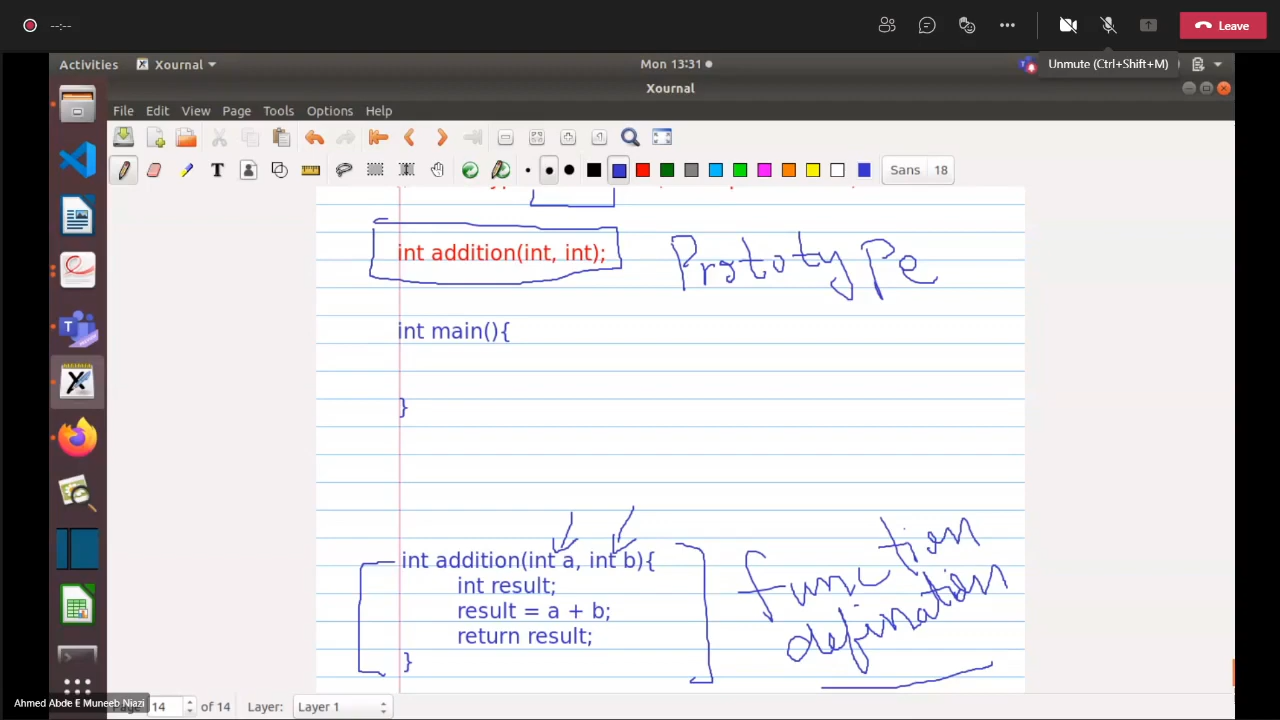 --:--
Leave
Activities
Xournal
Mon 13:31
Unmute (Ctrl+Shift+M)
Xournal
File Edit View Page Tools Options Help
Sans 18
int addition(int, int);
Prototype
int main(){
}
int addition(int a, int b){
int result;
result = a + b;
return result;
}
function
defination
Ahmed Abde E Muneeb Niazi
14 of 14
Layer:
Layer 1